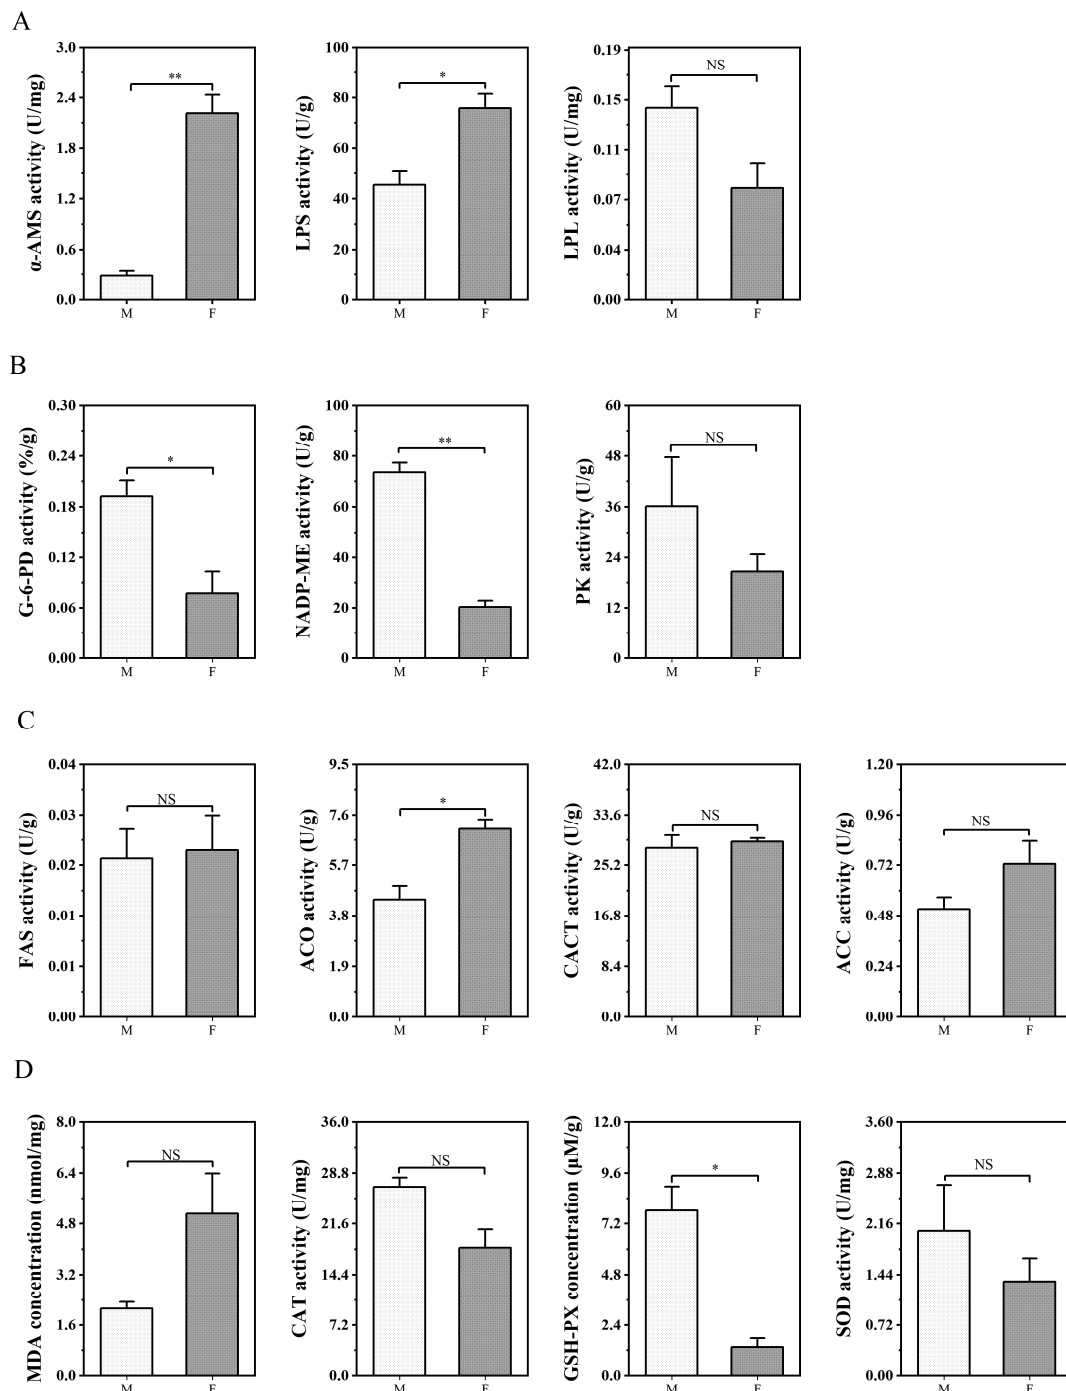 A
α-AMS activity (U/mg)
3.0
2.4
1.8
1.2
0.6
0.0
**
M
F
LPS activity (U/g)
100
80
60
40
20
0
*
M
F
LPL activity (U/mg)
0.19
0.15
0.11
0.07
0.04
0.00
NS
M
F
B
G-6-PD activity (%/g)
0.30
0.24
0.18
0.12
0.06
0.00
*
M
F
NADP-ME activity (U/g)
100
80
60
40
20
0
**
M
F
PK activity (U/g)
60
48
36
24
12
0
NS
M
F
C
FAS activity (U/g)
0.04
0.03
0.02
0.01
0.01
0.00
NS
M
F
ACO activity (U/g)
9.5
7.6
5.7
3.8
1.9
0.0
*
M
F
CACT activity (U/g)
42.0
33.6
25.2
16.8
8.4
0.0
NS
M
F
ACC activity (U/g)
1.20
0.96
0.72
0.48
0.24
0.00
NS
M
F
D
MDA concentration (nmol/mg)
8.0
6.4
4.8
3.2
1.6
0.0
NS
M
F
CAT activity (U/mg)
36.0
28.8
21.6
14.4
7.2
0.0
NS
M
F
GSH-PX concentration (μM/g)
12.0
9.6
7.2
4.8
2.4
0.0
*
M
F
SOD activity (U/mg)
3.60
2.88
2.16
1.44
0.72
0.00
NS
M
F